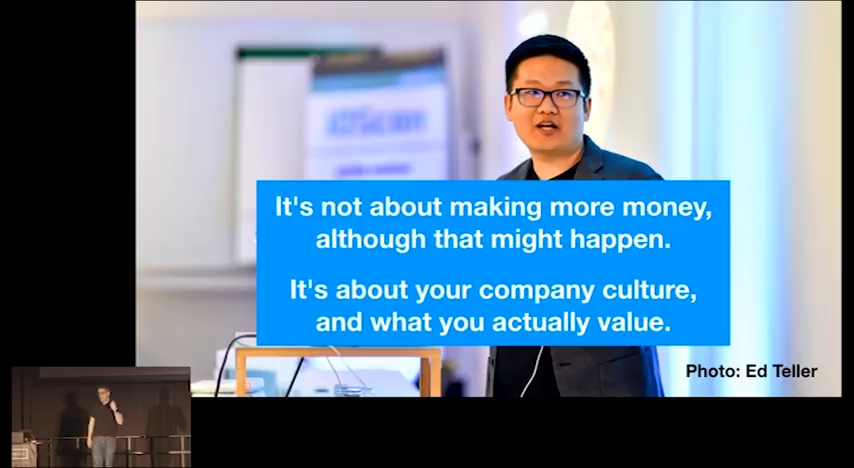 It's not about making more money,
although that might happen.
It's about your company culture,
and what you actually value.
Photo: Ed Teller